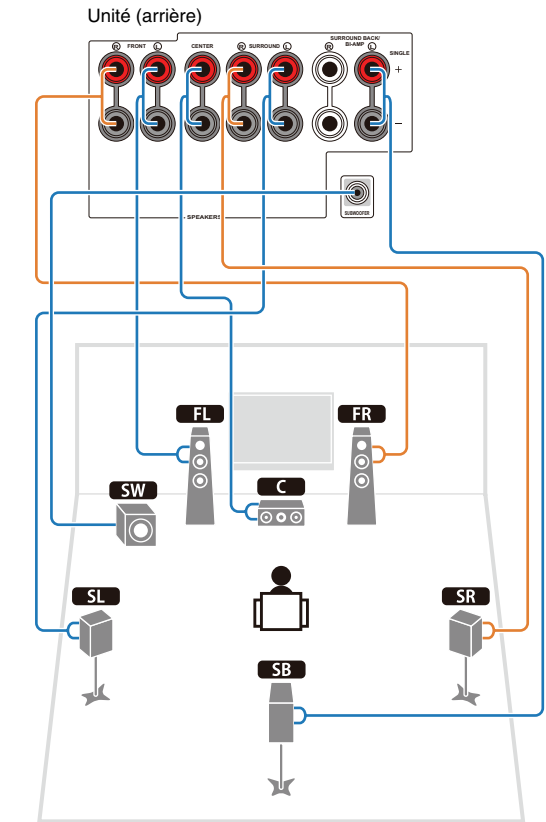 Unité (arrière)
SURROUND BACK/
BI-AMP
R FRONT L CENTER R SURROUND L R L SINGLE
+
–
SPEAKERS
SUBWOOFER
FL
FR
SW
C
SL
SR
SB